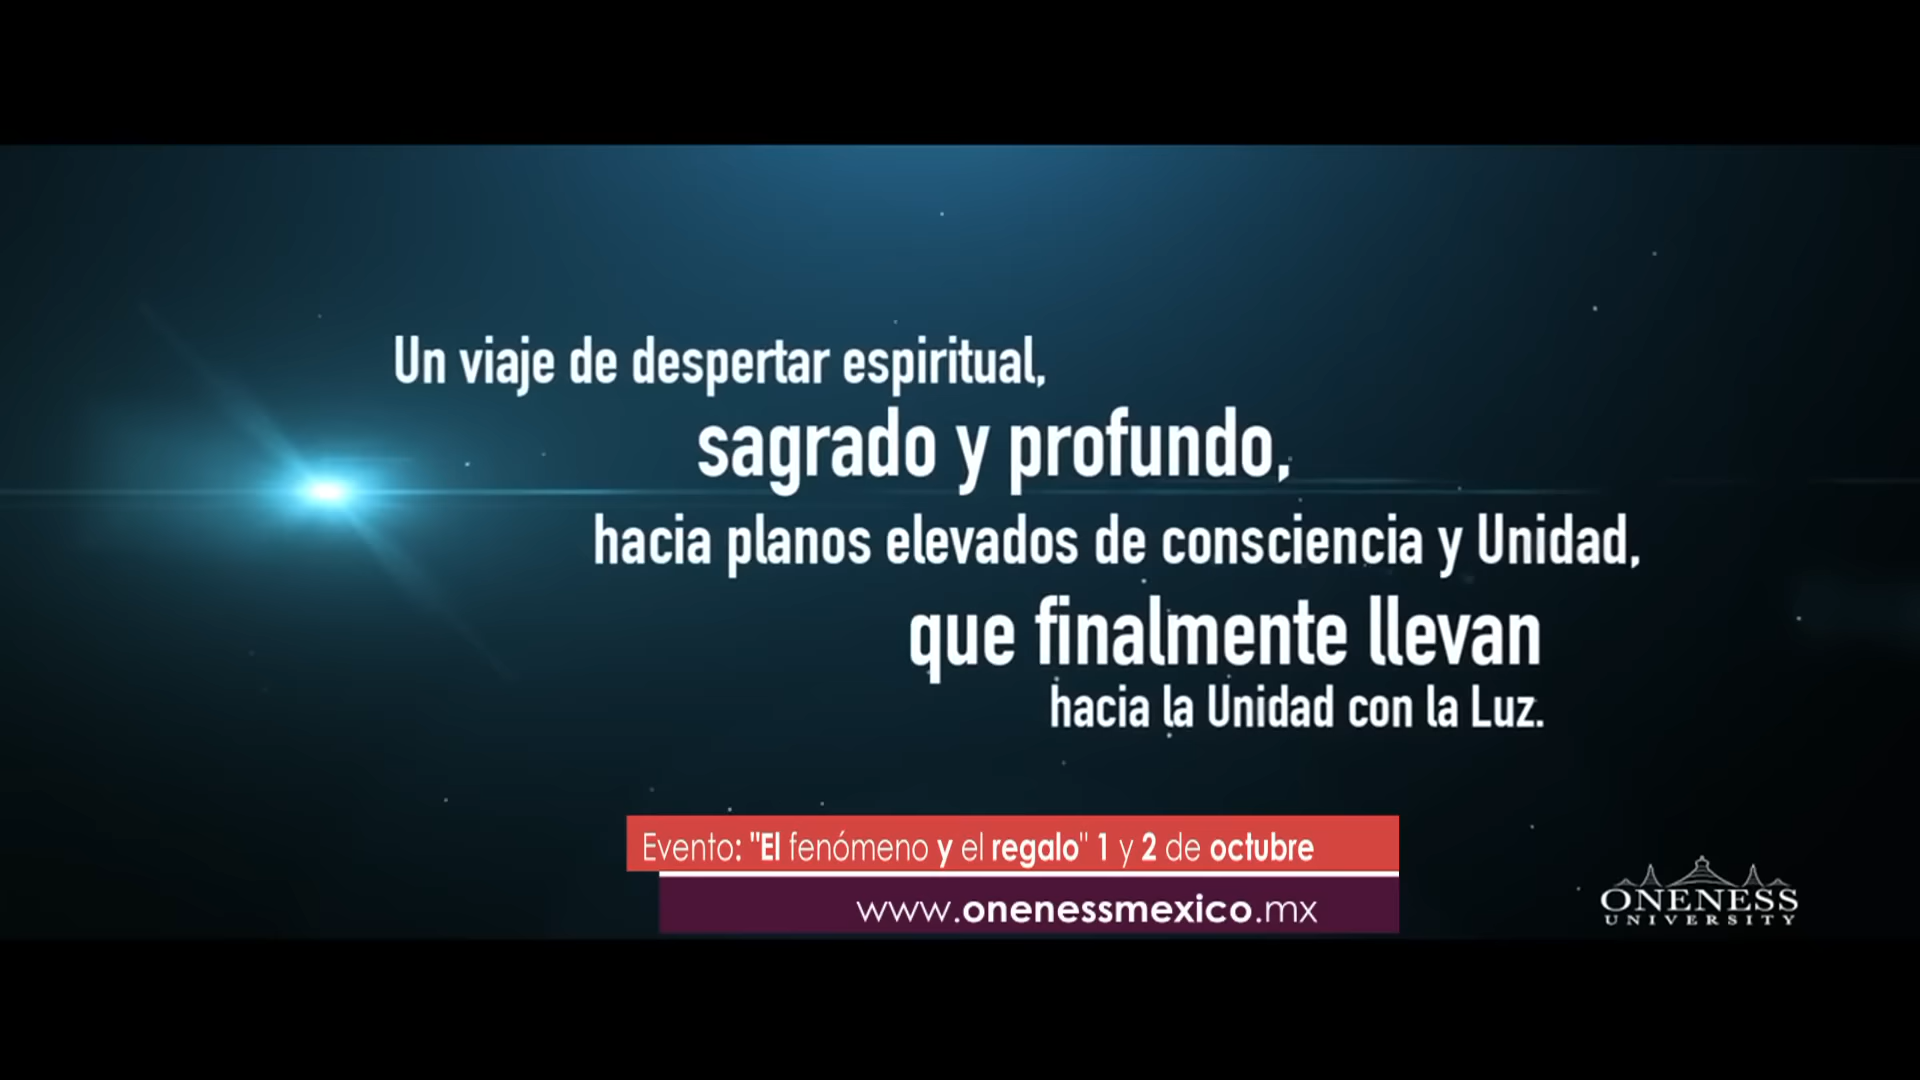 Un viaje de despertar espiritual,
sagrado y profundo,
hacia planos elevados de consciencia y Unidad,
que finalmente llevan
hacia la Unidad con la Luz.
Evento: "El fenómeno y el regalo" 1 y 2 de octubre
www.onenessmexico.mx
ONENESS
UNIVERSITY